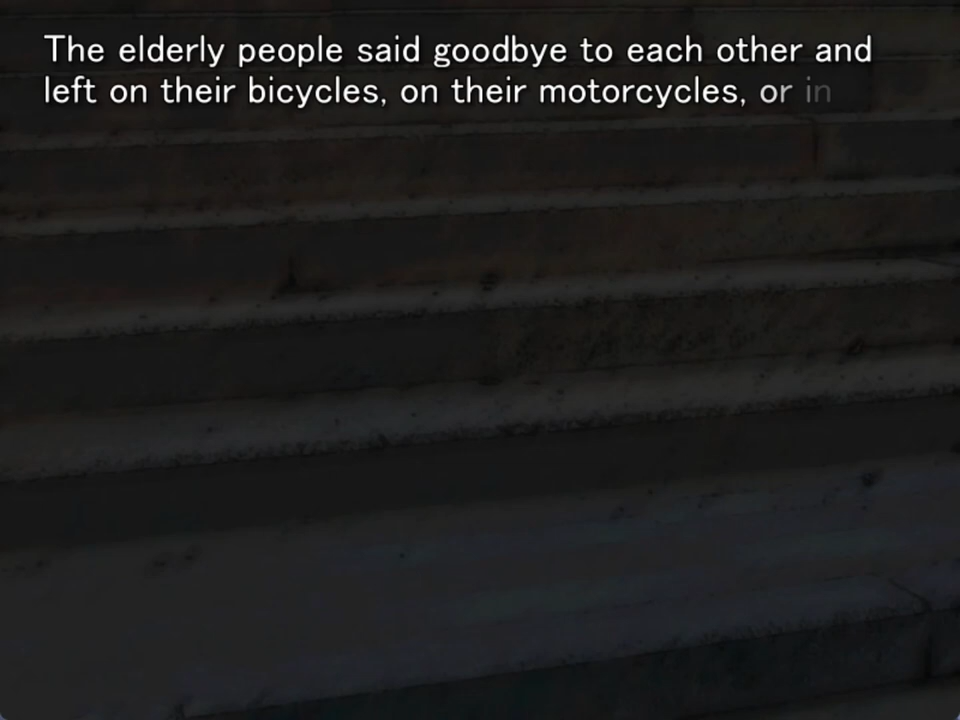 The elderly people said goodbye to each other and
left on their bicycles, on their motorcycles, or in